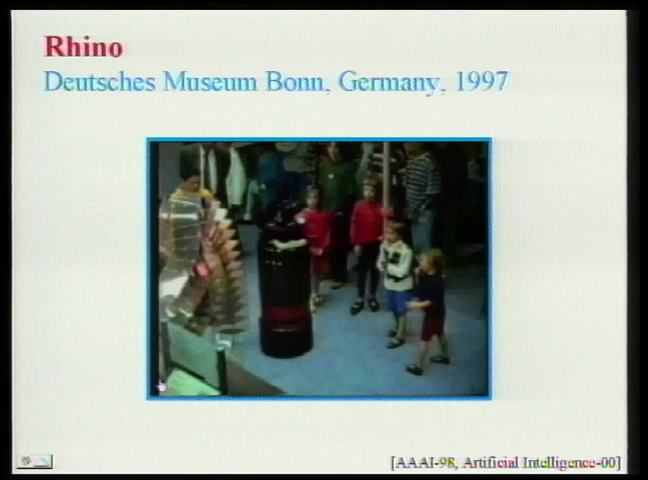 Rhino
Deutsches Museum Bonn, Germany, 1997
[AAAI-98, Artificial Intelligence-00]